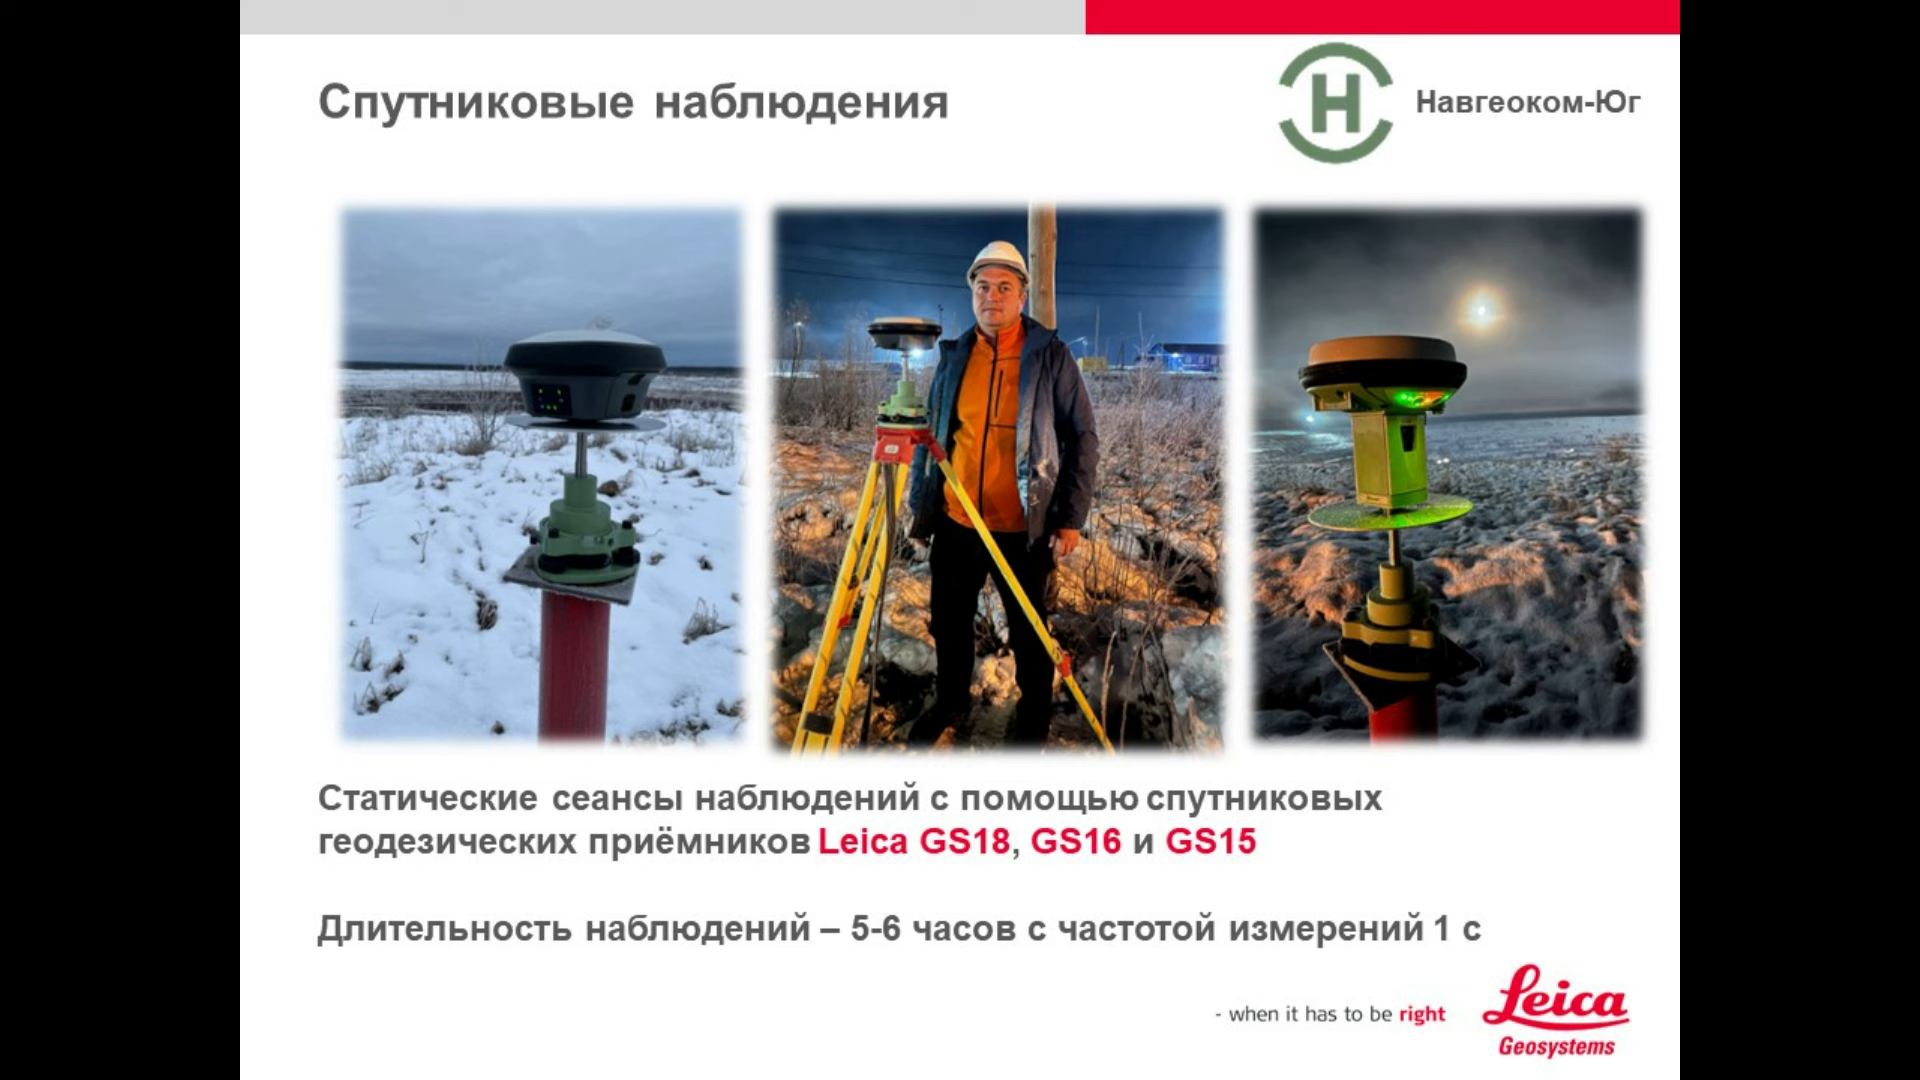 Спутниковые наблюдения
Н
Навгеоком-Юг
Статические сеансы наблюдений с помощью спутниковых
геодезических приёмников Leica GS18, GS16 и GS15
Длительность наблюдений – 5-6 часов с частотой измерений 1 с
- when it has to be right
Leica
Geosystems